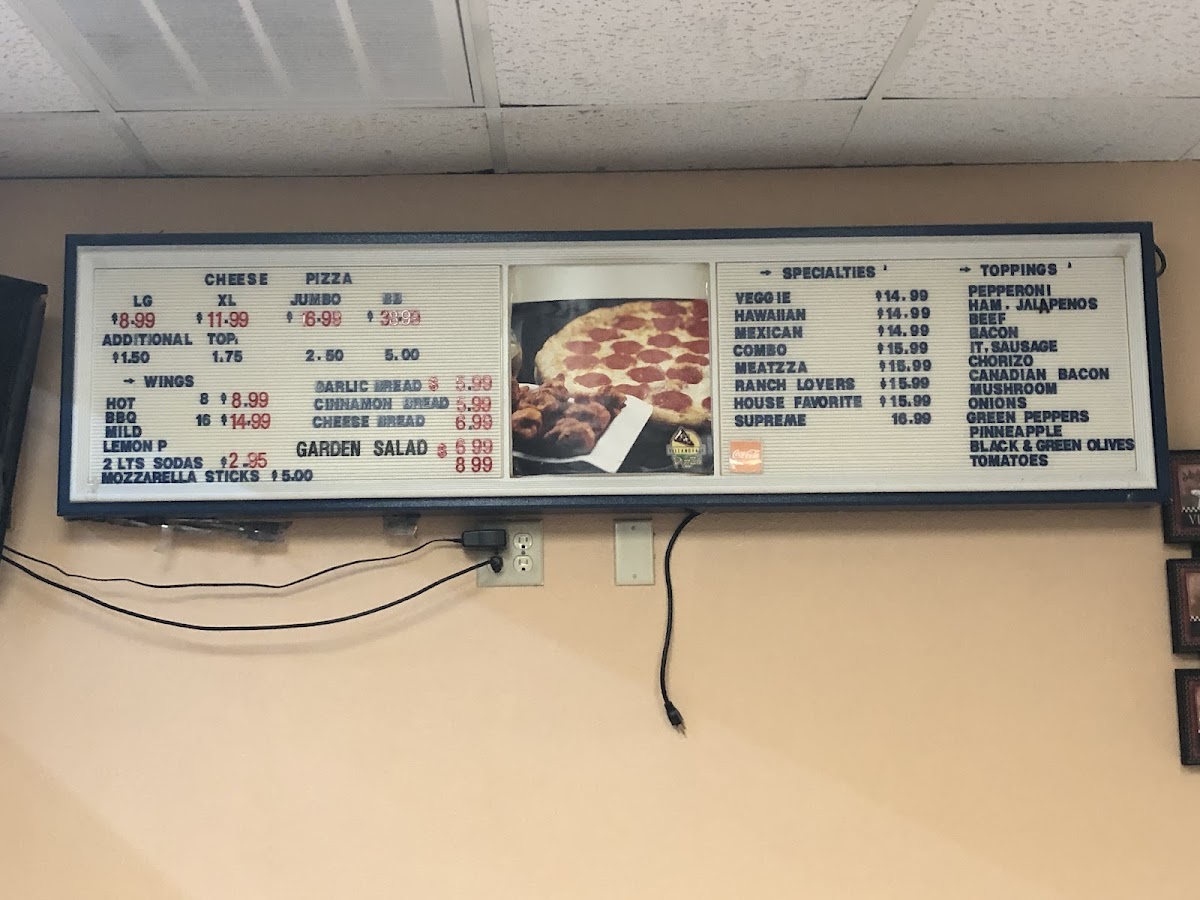 CHEESE PIZZA
LG XL JUMBO BB
$8.99 $11.99 $16.99
ADDITIONAL TOP.
$1.50 1.75 2.50 5.00
→ WINGS
HOT 8 $8.99
BBQ 16 $14.99
MILD
LEMON P
2 LTS SODAS $2.95
MOZZARELLA STICKS $5.00
GARLIC BREAD $ 5.99
CINNAMON BREAD 5.99
CHEESE BREAD 6.99
GARDEN SALAD $ 6 99
8 99
Pizza
→ SPECIALTIES
VEGGIE $14.99
HAWAIIAN $14.99
MEXICAN $14.99
COMBO $15.99
MEATZZA $15.99
RANCH LOVERS $15.99
HOUSE FAVORITE $15.99
SUPREME 16.99
Coca-Cola
→ TOPPINGS
PEPPERONI
HAM. JALAPENOS
BEEF
BACON
IT, SAUSAGE
CHORIZO
CANADIAN BACON
MUSHROOM
ONIONS
GREEN PEPPERS
PINNEAPPLE
BLACK & GREEN OLIVES
TOMATOES